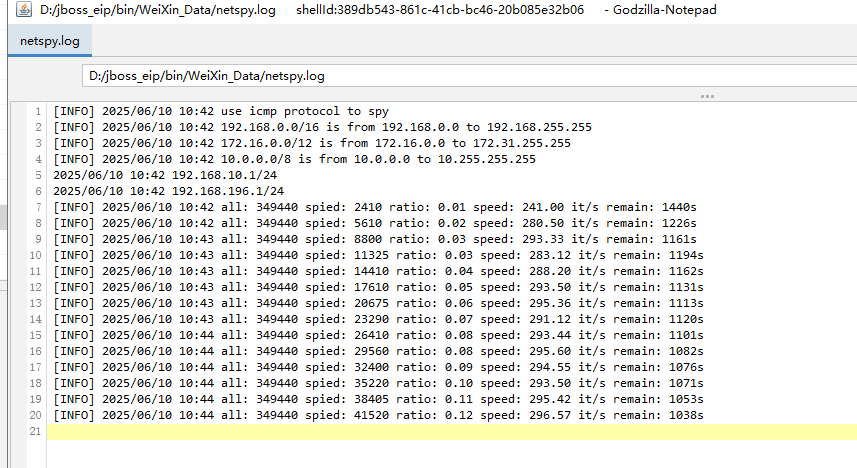 D:/jboss_eip/bin/WeiXin_Data/netspy.log shellId:389db543-861c-41cb-bc46-20b085e32b06 - Godzilla-Notepad
netspy.log
D:/jboss_eip/bin/WeiXin_Data/netspy.log
1 [INFO] 2025/06/10 10:42 use icmp protocol to spy
2 [INFO] 2025/06/10 10:42 192.168.0.0/16 is from 192.168.0.0 to 192.168.255.255
3 [INFO] 2025/06/10 10:42 172.16.0.0/12 is from 172.16.0.0 to 172.31.255.255
4 [INFO] 2025/06/10 10:42 10.0.0.0/8 is from 10.0.0.0 to 10.255.255.255
5 2025/06/10 10:42 192.168.10.1/24
6 2025/06/10 10:42 192.168.196.1/24
7 [INFO] 2025/06/10 10:42 all: 349440 spied: 2410 ratio: 0.01 speed: 241.00 it/s remain: 1440s
8 [INFO] 2025/06/10 10:42 all: 349440 spied: 5610 ratio: 0.02 speed: 280.50 it/s remain: 1226s
9 [INFO] 2025/06/10 10:43 all: 349440 spied: 8800 ratio: 0.03 speed: 293.33 it/s remain: 1161s
10 [INFO] 2025/06/10 10:43 all: 349440 spied: 11325 ratio: 0.03 speed: 283.12 it/s remain: 1194s
11 [INFO] 2025/06/10 10:43 all: 349440 spied: 14410 ratio: 0.04 speed: 288.20 it/s remain: 1162s
12 [INFO] 2025/06/10 10:43 all: 349440 spied: 17610 ratio: 0.05 speed: 293.50 it/s remain: 1131s
13 [INFO] 2025/06/10 10:43 all: 349440 spied: 20675 ratio: 0.06 speed: 295.36 it/s remain: 1113s
14 [INFO] 2025/06/10 10:43 all: 349440 spied: 23290 ratio: 0.07 speed: 291.12 it/s remain: 1120s
15 [INFO] 2025/06/10 10:44 all: 349440 spied: 26410 ratio: 0.08 speed: 293.44 it/s remain: 1101s
16 [INFO] 2025/06/10 10:44 all: 349440 spied: 29560 ratio: 0.08 speed: 295.60 it/s remain: 1082s
17 [INFO] 2025/06/10 10:44 all: 349440 spied: 32400 ratio: 0.09 speed: 294.55 it/s remain: 1076s
18 [INFO] 2025/06/10 10:44 all: 349440 spied: 35220 ratio: 0.10 speed: 293.50 it/s remain: 1071s
19 [INFO] 2025/06/10 10:44 all: 349440 spied: 38405 ratio: 0.11 speed: 295.42 it/s remain: 1053s
20 [INFO] 2025/06/10 10:44 all: 349440 spied: 41520 ratio: 0.12 speed: 296.57 it/s remain: 1038s
21